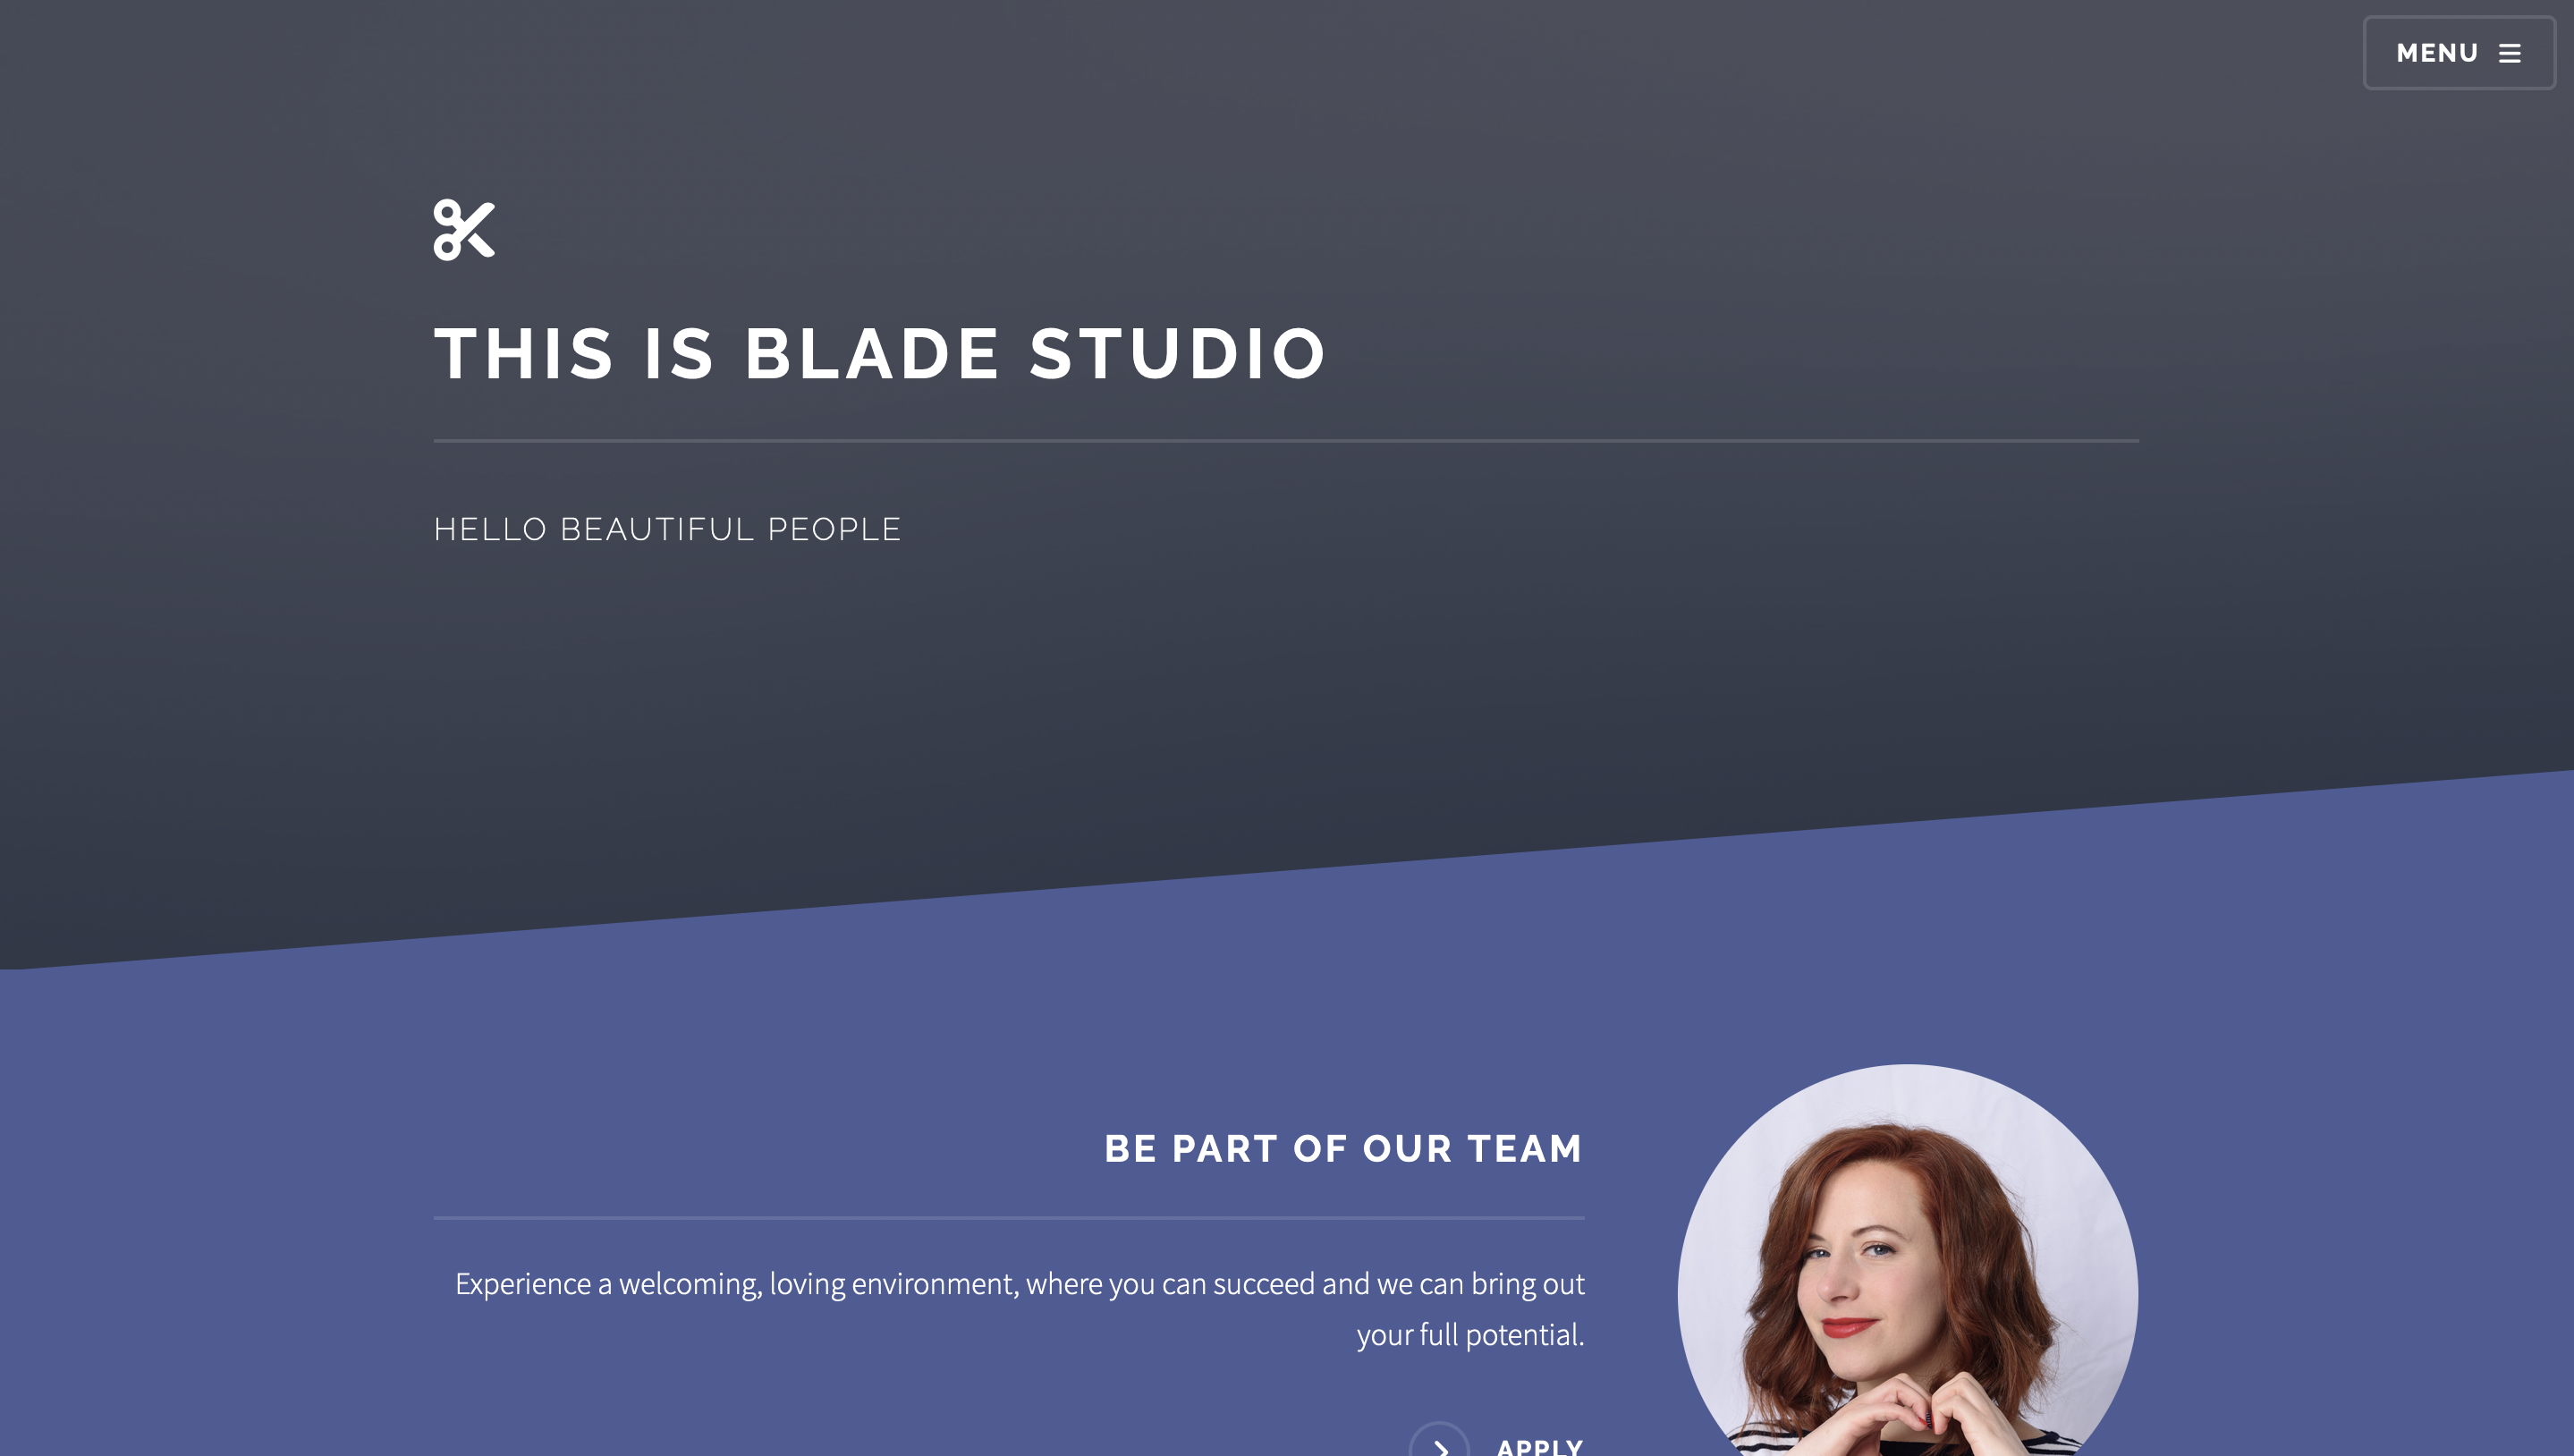 MENU
THIS IS BLADE STUDIO
HELLO BEAUTIFUL PEOPLE
BE PART OF OUR TEAM
Experience a welcoming, loving environment, where you can succeed and we can bring out
your full potential.
APPLY